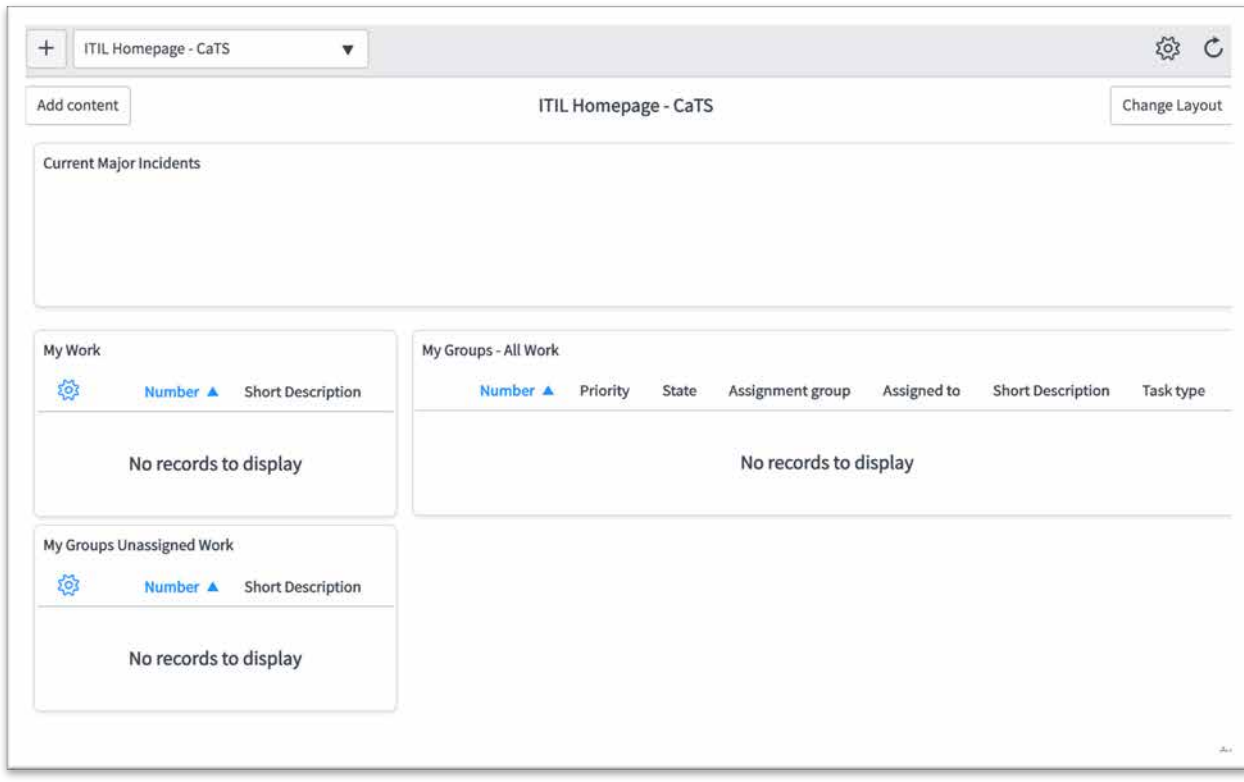 + ITIL Homepage - CaTS ▼
Add content ITIL Homepage - CaTS Change Layout
Current Major Incidents
My Work
Number ▲ Short Description
No records to display
My Groups - All Work
Number ▲ Priority State Assignment group Assigned to Short Description Task type
No records to display
My Groups Unassigned Work
Number ▲ Short Description
No records to display